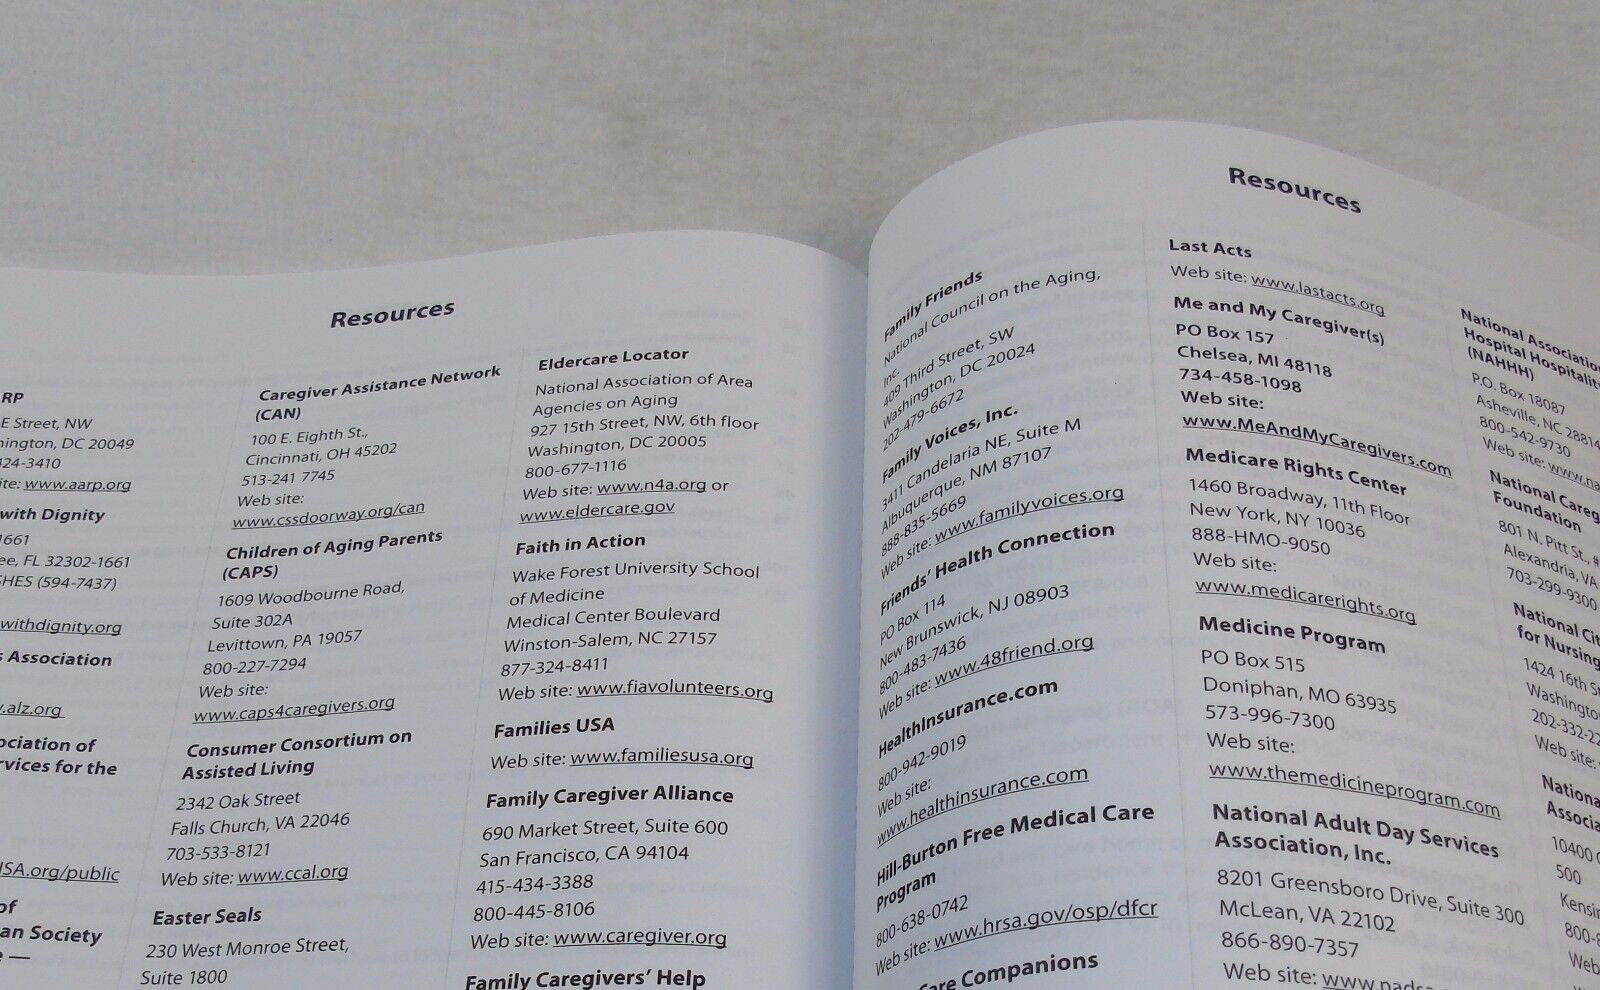 Resources
RP
E Street, NW
hington, DC 20049
424-3410
ite: www.aarp.org
with Dignity
1661
ee, FL 32302-1661
SHES (594-7437)
withdignity.org
s Association
.alz.org
ociation of
rvices for the
ISA.org/public
of
an Society
e —
Caregiver Assistance Network
(CAN)
100 E. Eighth St.,
Cincinnati, OH 45202
513-241 7745
Web site:
www.cssdoorway.org/can
Children of Aging Parents
(CAPS)
1609 Woodbourne Road,
Suite 302A
Levittown, PA 19057
800-227-7294
Web site:
www.caps4caregivers.org
Consumer Consortium on
Assisted Living
2342 Oak Street
Falls Church, VA 22046
703-533-8121
Web site: www.ccal.org
Easter Seals
230 West Monroe Street,
Suite 1800
Eldercare Locator
National Association of Area
Agencies on Aging
927 15th Street, NW, 6th floor
Washington, DC 20005
800-677-1116
Web site: www.n4a.org or
www.eldercare.gov
Faith in Action
Wake Forest University School
of Medicine
Medical Center Boulevard
Winston-Salem, NC 27157
877-324-8411
Web site: www.fiavolunteers.org
Families USA
Web site: www.familiesusa.org
Family Caregiver Alliance
690 Market Street, Suite 600
San Francisco, CA 94104
415-434-3388
800-445-8106
Web site: www.caregiver.org
Family Caregivers' Help
Resources
Family Friends
National Council on the Aging,
Inc.
409 Third Street, SW
Washington, DC 20024
202-479-6672
Family Voices, Inc.
3411 Candelaria NE, Suite M
Albuquerque, NM 87107
888-835-5669
Web site: www.familyvoices.org
Friends' Health Connection
PO Box 114
New Brunswick, NJ 08903
800-483-7436
Web site: www.48friend.org
HealthInsurance.com
800-942-9019
Web site:
www.healthinsurance.com
Hill-Burton Free Medical Care
Program
800-638-0742
Web site: www.hrsa.gov/osp/dfcr
Care Companions
Last Acts
Web site: www.lastacts.org
Me and My Caregiver(s)
PO Box 157
Chelsea, MI 48118
734-458-1098
Web site:
www.MeAndMyCaregivers.com
Medicare Rights Center
1460 Broadway, 11th Floor
New York, NY 10036
888-HMO-9050
Web site:
www.medicarerights.org
Medicine Program
PO Box 515
Doniphan, MO 63935
573-996-7300
Web site:
www.themedicineprogram.com
National Adult Day Services
Association, Inc.
8201 Greensboro Drive, Suite 300
McLean, VA 22102
866-890-7357
Web site: www.nads
National Association
Hospital Hospitalit
(NAHHH)
P.O. Box 18087
Asheville, NC 28814
800-542-9730
Web site: www.na
National Careg
Foundation
801 N. Pitt St., #
Alexandria, VA
703-299-9300
National Cit
for Nursing
1424 16th St
Washingto
202-332-22
Web site:
Nationa
Associa
10400 C
500
Kensin
800-8
Web